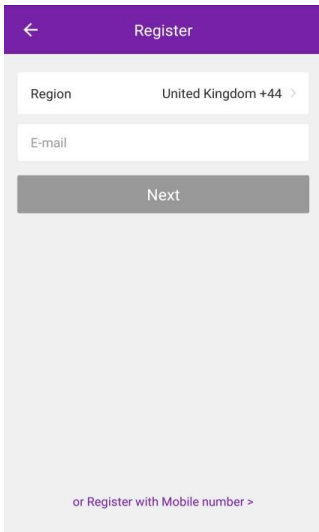 Register
Region United Kingdom +44 >
E-mail
Next
or Register with Mobile number >